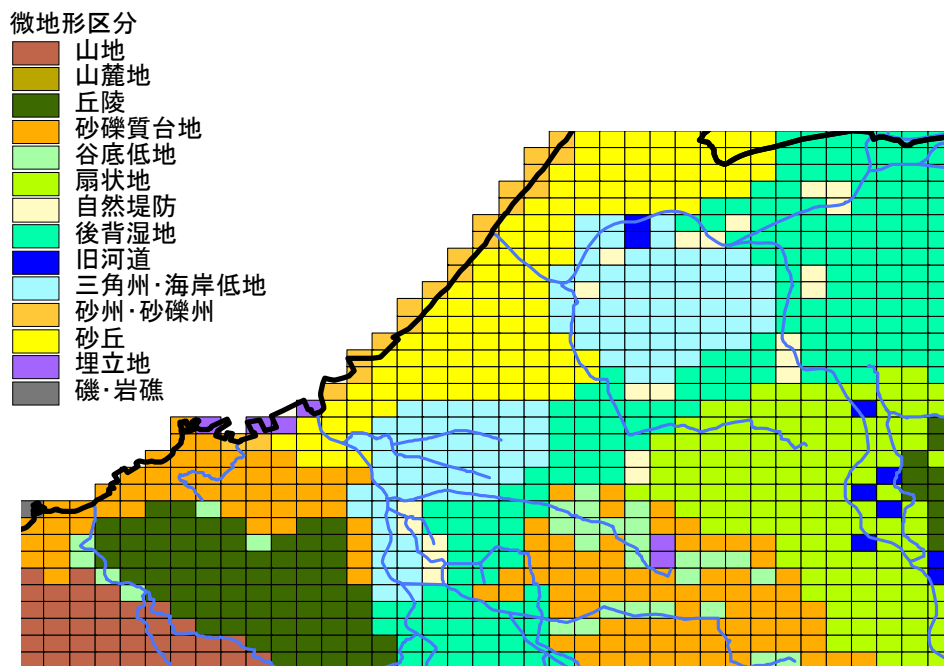 微地形区分
山地
山麓地
丘陵
砂礫質台地
谷底低地
扇状地
自然堤防
後背湿地
旧河道
三角州･海岸低地
砂州･砂礫州
砂丘
埋立地
磯･岩礁